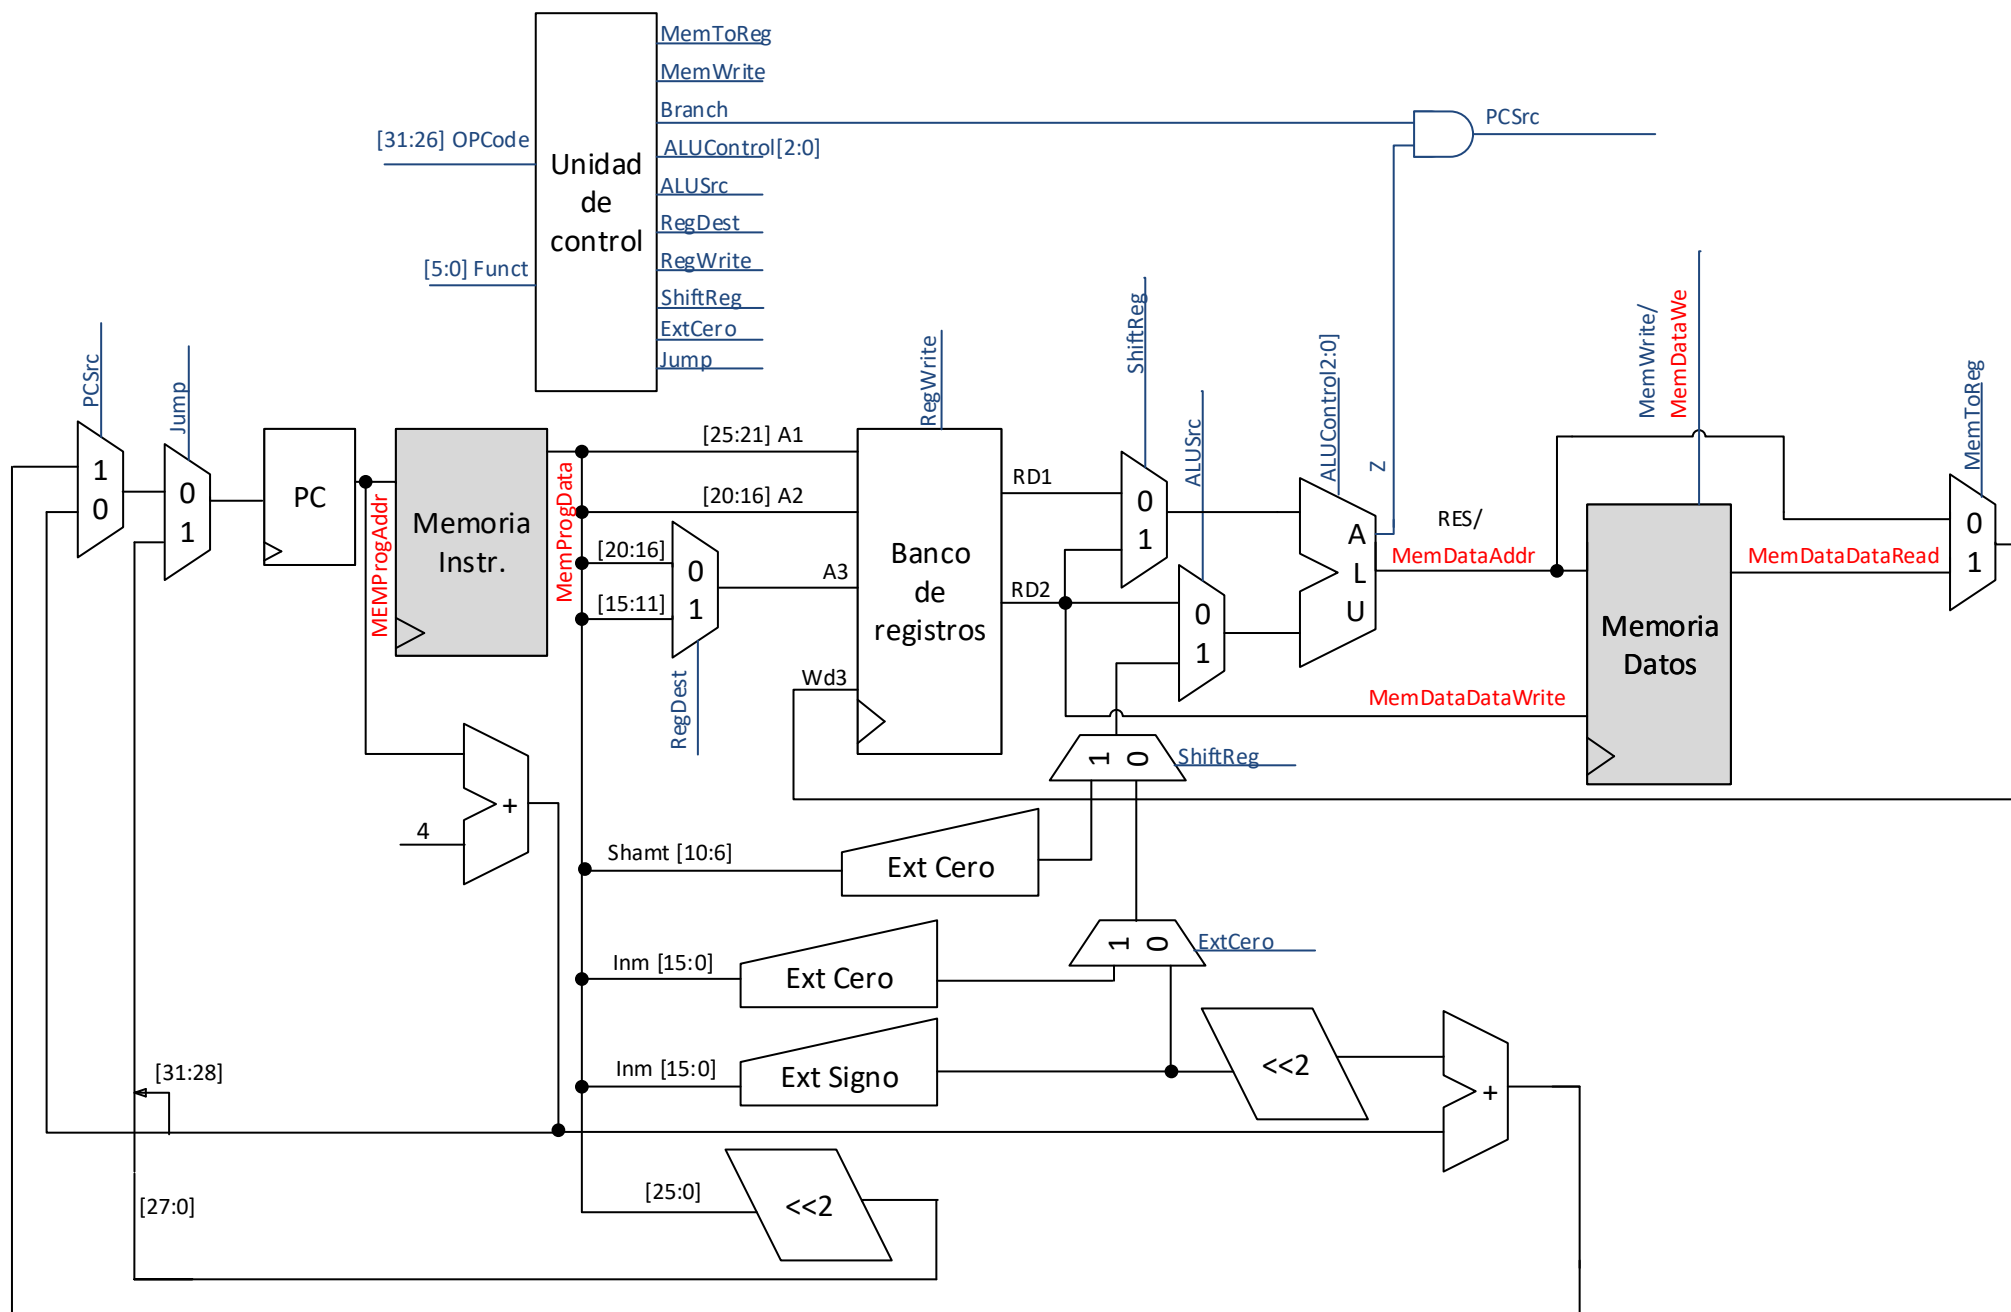 MemToReg
MemWrite
Branch
PCSrc
[31:26] OPCode
ALUControl[2:0]
Unidad
de
control
ALUSrc
RegDest
[5:0] Funct
RegWrite
ShiftReg
ExtCero
Jump
PCSrc
Jump
RegWrite
ShiftReg
ALUSrc
ALUControl2:0]
Z
MemWrite/
MemDataWe
MemToReg
1
0
0
1
PC
MEMProgAddr
Memoria
Instr.
MemProgData
[25:21] A1
[20:16] A2
[20:16]
[15:11]
0
1
RegDest
A3
Wd3
Banco
de
registros
RD1
RD2
0
1
0
1
A
L
U
RES/
MemDataAddr
MemDataDataWrite
Memoria
Datos
MemDataDataRead
0
1
+
4
1
0
ShiftReg
Shamt [10:6]
Ext Cero
1
0
ExtCero
Inm [15:0]
Ext Cero
Inm [15:0]
Ext Signo
<<2
+
[31:28]
[27:0]
[25:0]
<<2